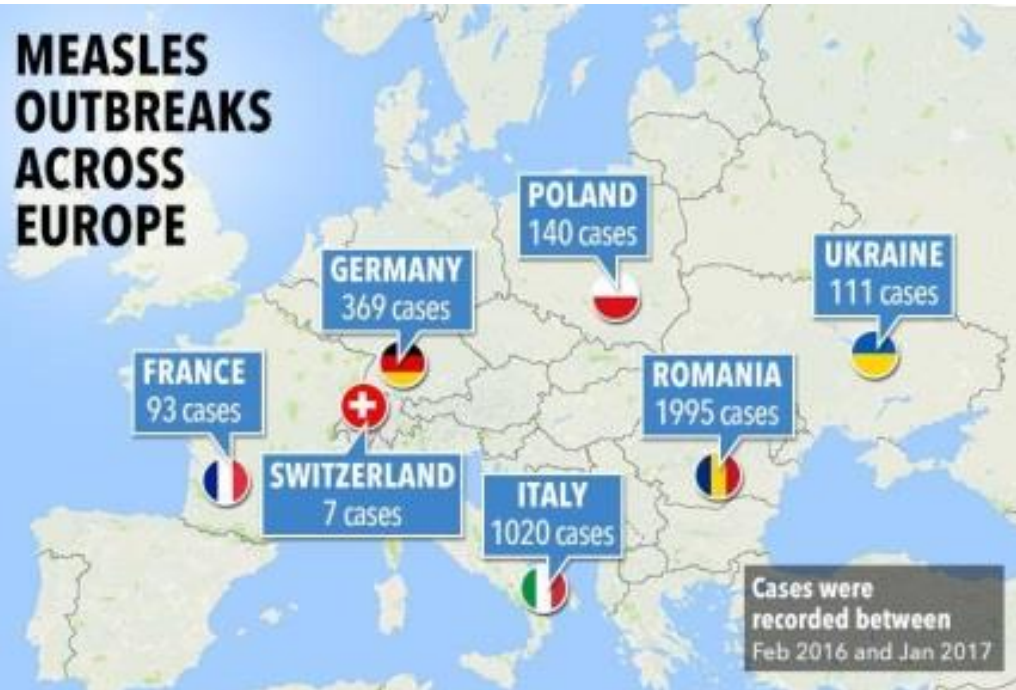 MEASLES
OUTBREAKS
ACROSS
EUROPE
POLAND
140 cases
UKRAINE
111 cases
GERMANY
369 cases
FRANCE
93 cases
ROMANIA
1995 cases
SWITZERLAND
7 cases
ITALY
1020 cases
Cases were
recorded between
Feb 2016 and Jan 2017